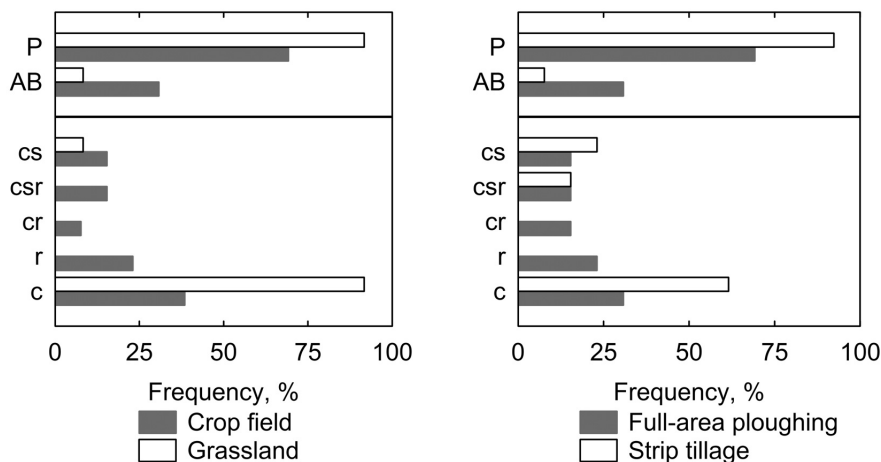 P
AB
cs
csr
cr
r
c
0 25 50 75 100
Frequency, %
Crop field
Grassland
P
AB
cs
csr
cr
r
c
0 25 50 75 100
Frequency, %
Full-area ploughing
Strip tillage